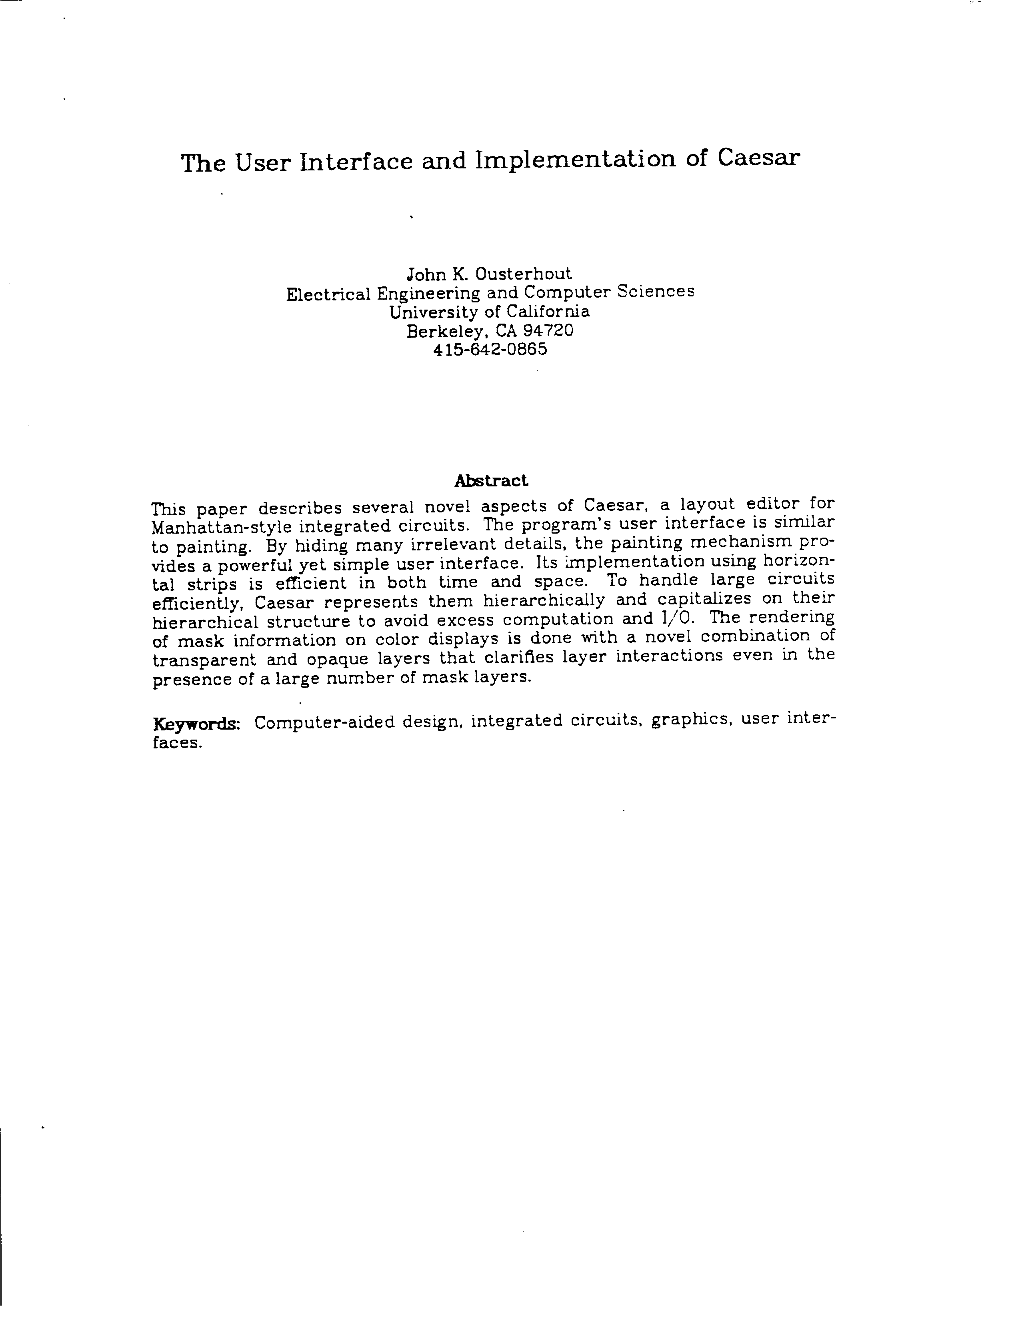 The User Interface and Implementation of Caesar
John K. Ousterhout
Electrical Engineering and Computer Sciences
University of California
Berkeley, CA 94720
415-642-0865
Abstract
This paper describes several novel aspects of Caesar, a layout editor for
Manhattan-style integrated circuits. The program's user interface is similar
to painting. By hiding many irrelevant details, the painting mechanism pro-
vides a powerful yet simple user interface. Its implementation using horizon-
tal strips is efficient in both time and space. To handle large circuits
efficiently, Caesar represents them hierarchically and capitalizes on their
hierarchical structure to avoid excess computation and I/O. The rendering
of mask information on color displays is done with a novel combination of
transparent and opaque layers that clarifies layer interactions even in the
presence of a large number of mask layers.
Keywords: Computer-aided design, integrated circuits, graphics, user inter-
faces.